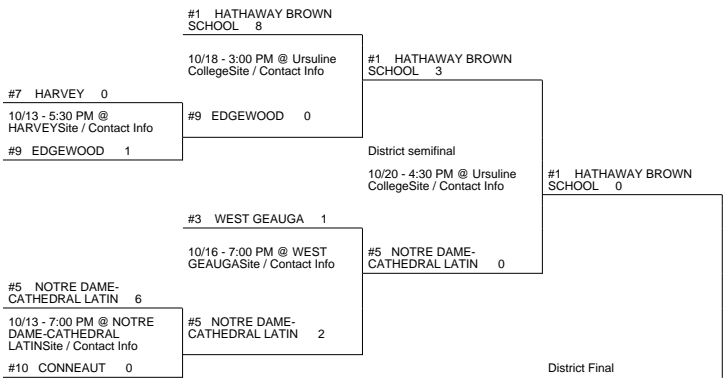 #1 HATHAWAY BROWN
SCHOOL 8
10/18 - 3:00 PM @ Ursuline
CollegeSite / Contact Info
#1 HATHAWAY BROWN
SCHOOL 3
#7 HARVEY 0
10/13 - 5:30 PM @
HARVEYSite / Contact Info
#9 EDGEWOOD 0
#9 EDGEWOOD 1
District semifinal
10/20 - 4:30 PM @ Ursuline
CollegeSite / Contact Info
#1 HATHAWAY BROWN
SCHOOL 0
#3 WEST GEAUGA 1
10/16 - 7:00 PM @ WEST
GEAUGASite / Contact Info
#5 NOTRE DAME-
CATHEDRAL LATIN 0
#5 NOTRE DAME-
CATHEDRAL LATIN 6
10/13 - 7:00 PM @ NOTRE
DAME-CATHEDRAL
LATINSite / Contact Info
#5 NOTRE DAME-
CATHEDRAL LATIN 2
#10 CONNEAUT 0
District Final